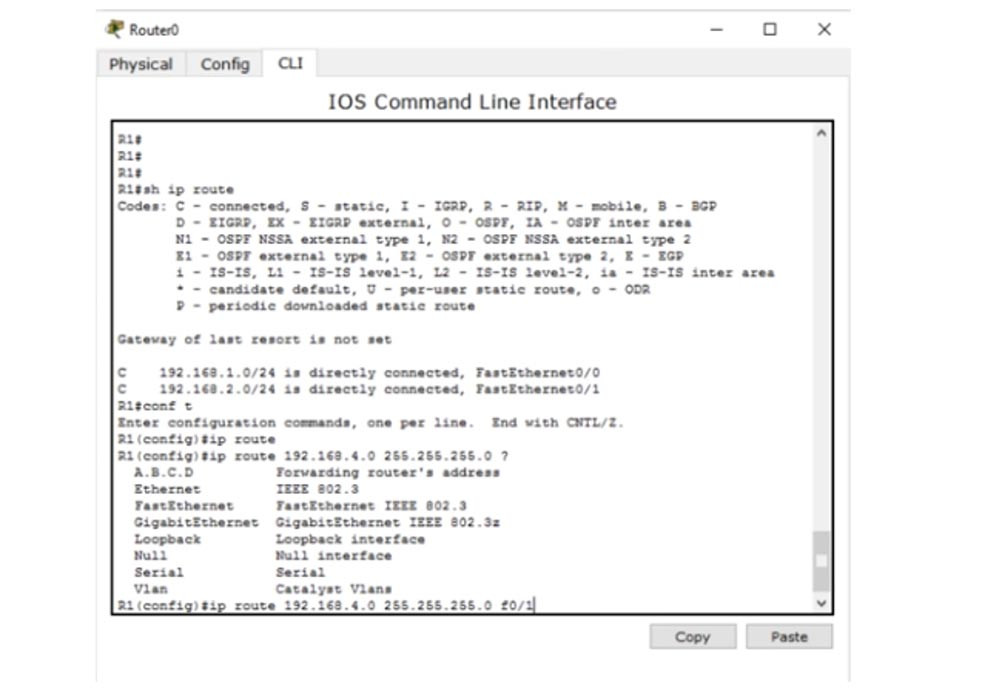 Router0
Physical Config CLI
IOS Command Line Interface
R1#
R1#
R1#
R1#sh ip route
Codes: C - connected, S - static, I - IGRP, R - RIP, M - mobile, B - BGP
D - EIGRP, EX - EIGRP external, O - OSPF, IA - OSPF inter area
N1 - OSPF NSSA external type 1, N2 - OSPF NSSA external type 2
E1 - OSPF external type 1, E2 - OSPF external type 2, E - EGP
i - IS-IS, L1 - IS-IS level-1, L2 - IS-IS level-2, ia - IS-IS inter area
* - candidate default, U - per-user static route, o - ODR
P - periodic downloaded static route
Gateway of last resort is not set
C 192.168.1.0/24 is directly connected, FastEthernet0/0
C 192.168.2.0/24 is directly connected, FastEthernet0/1
R1#conf t
Enter configuration commands, one per line. End with CNTL/Z.
R1(config)#ip route
R1(config)#ip route 192.168.4.0 255.255.255.0 ?
A.B.C.D Forwarding router's address
Ethernet IEEE 802.3
FastEthernet FastEthernet IEEE 802.3
GigabitEthernet GigabitEthernet IEEE 802.3z
Loopback Loopback interface
Null Null interface
Serial Serial
Vlan Catalyst Vlans
R1(config)#ip route 192.168.4.0 255.255.255.0 f0/1
Copy Paste